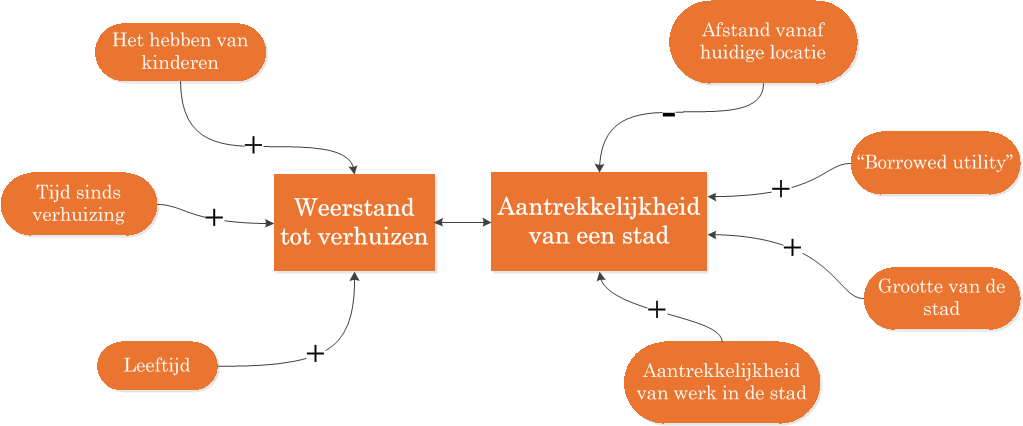 Het hebben van
kinderen
Afstand vanaf
huidige locatie
+
-
"Borrowed utility"
Tijd sinds
verhuizing
+
Weerstand
tot verhuizen
Aantrekkelijkheid
van een stad
+
+
Grootte van de
stad
+
Leeftijd
+
Aantrekkelijkheid
van werk in de stad